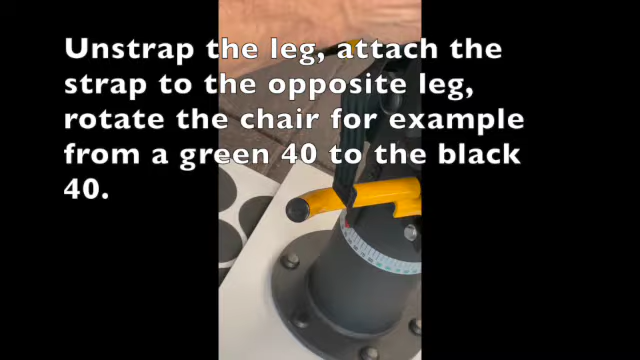 Unstrap the leg, attach the
strap to the opposite leg,
rotate the chair for example
from a green 40 to the black
40.